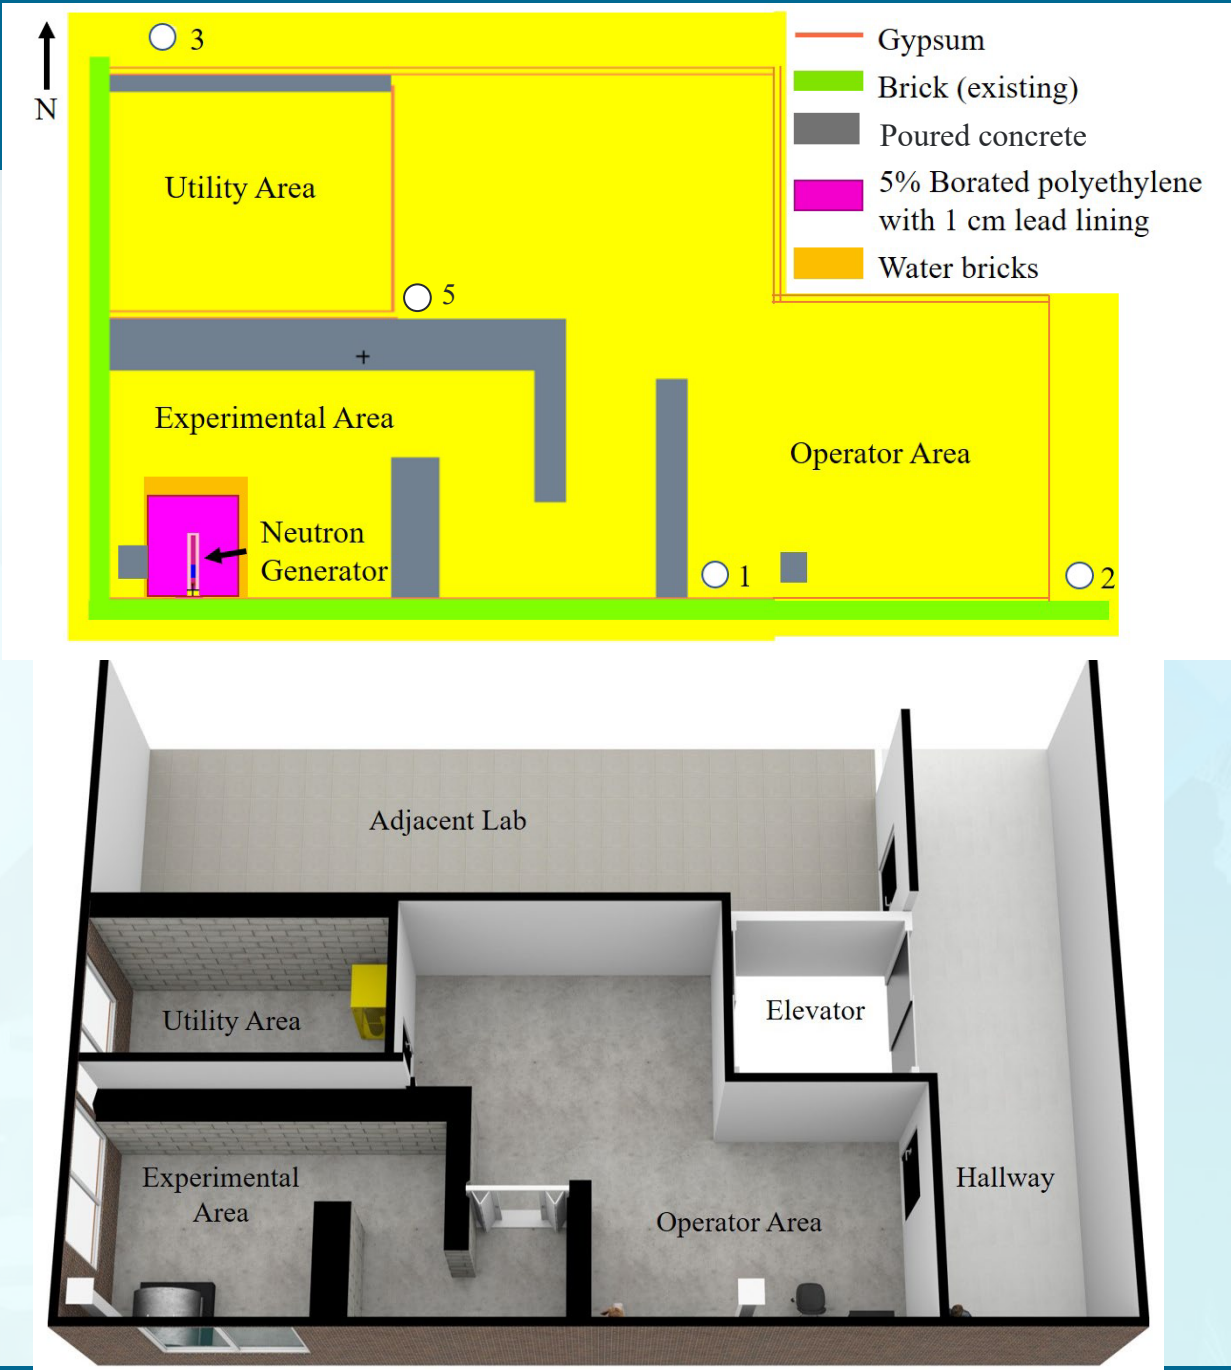 N
3
Gypsum
Brick (existing)
Poured concrete
5% Borated polyethylene
with 1 cm lead lining
Water bricks
Utility Area
5
Experimental Area
Operator Area
Neutron
Generator
1
2
Adjacent Lab
Utility Area
Elevator
Experimental
Area
Operator Area
Hallway